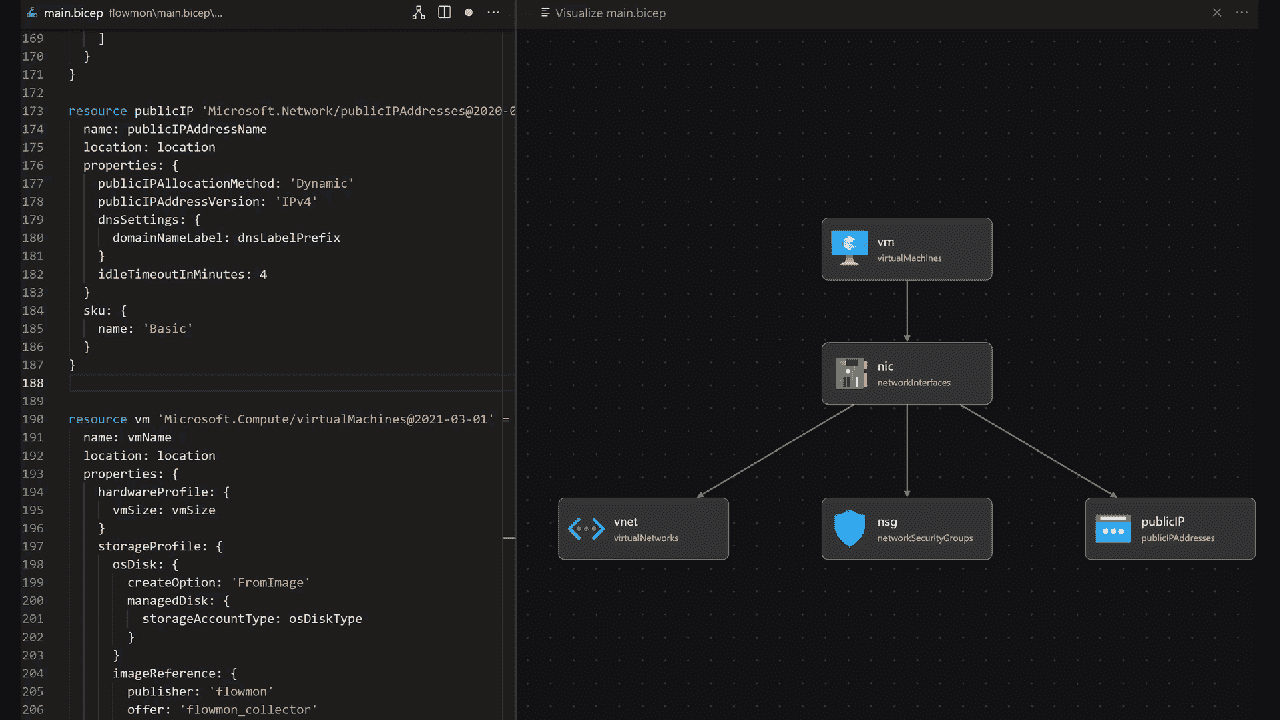 main.bicep flowmon\main.bicep\...
169 ]
170 }
171 }
172
173 resource publicIP 'Microsoft.Network/publicIPAddresses@2020-0
174 name: publicIPAddressName
175 location: location
176 properties: {
177 publicIPAllocationMethod: 'Dynamic'
178 publicIPAddressVersion: 'IPv4'
179 dnsSettings: {
180 domainNameLabel: dnsLabelPrefix
181 }
182 idleTimeoutInMinutes: 4
183 }
184 sku: {
185 name: 'Basic'
186 }
187 }
188
189
190 resource vm 'Microsoft.Compute/virtualMachines@2021-03-01' =
191 name: vmName
192 location: location
193 properties: {
194 hardwareProfile: {
195 vmSize: vmSize
196 }
197 storageProfile: {
198 osDisk: {
199 createOption: 'FromImage'
200 managedDisk: {
201 storageAccountType: osDiskType
202 }
203 }
204 imageReference: {
205 publisher: 'flowmon'
206 offer: 'flowmon_collector'
Visualize main.bicep
vm
virtualMachines
nic
networkInterfaces
vnet
virtualNetworks
nsg
networkSecurityGroups
publicIP
publicIPAddresses